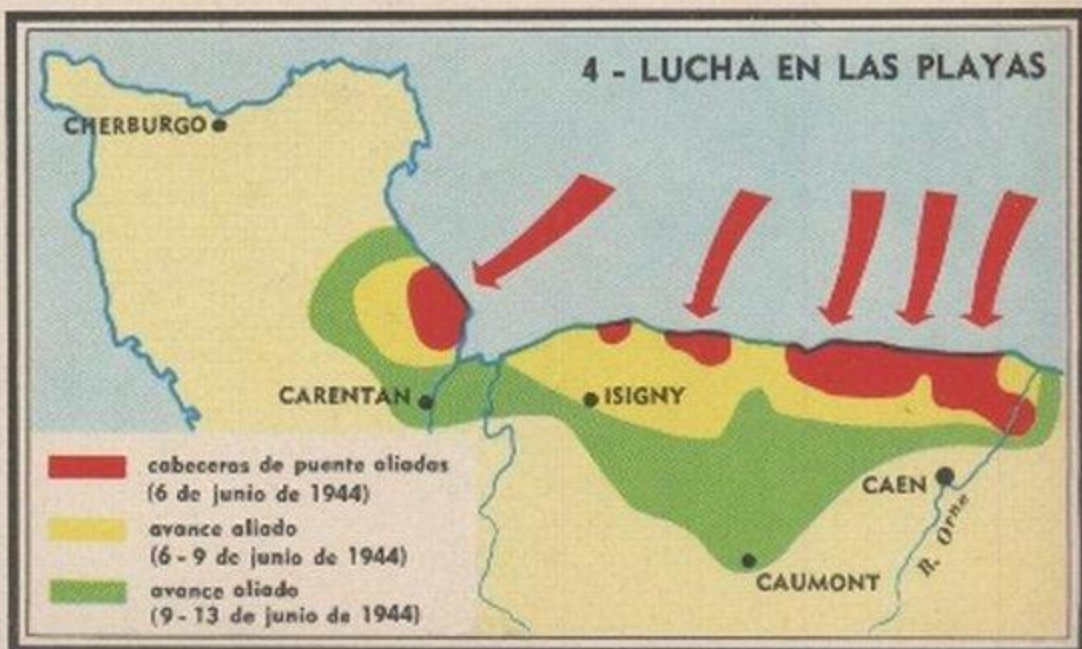 4 - LUCHA EN LAS PLAYAS
CHERBURGO
CARENTAN
ISIGNY
CAEN
R. Orne
CAUMONT
cabeceras de puente aliadas
(6 de junio de 1944)
avance aliado
(6 - 9 de junio de 1944)
avance aliado
(9 - 13 de junio de 1944)